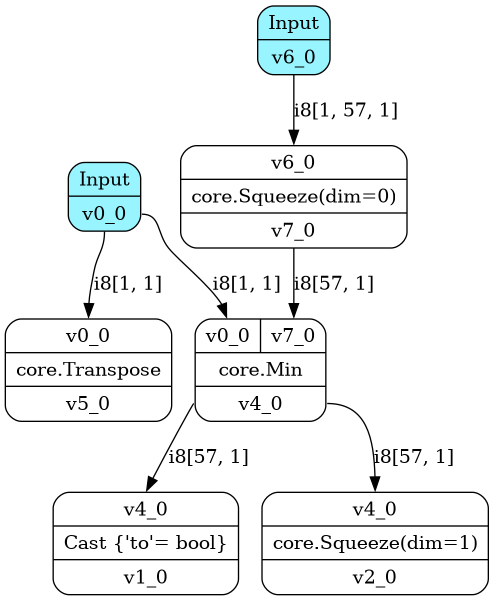 Input
v6_0
i8[1, 57, 1]
v6_0
core.Squeeze(dim=0)
v7_0
Input
v0_0
i8[1, 1]
i8[1, 1]
i8[57, 1]
v0_0
core.Transpose
v5_0
v0_0 v7_0
core.Min
v4_0
i8[57, 1]
i8[57, 1]
v4_0
Cast {'to'= bool}
v1_0
v4_0
core.Squeeze(dim=1)
v2_0